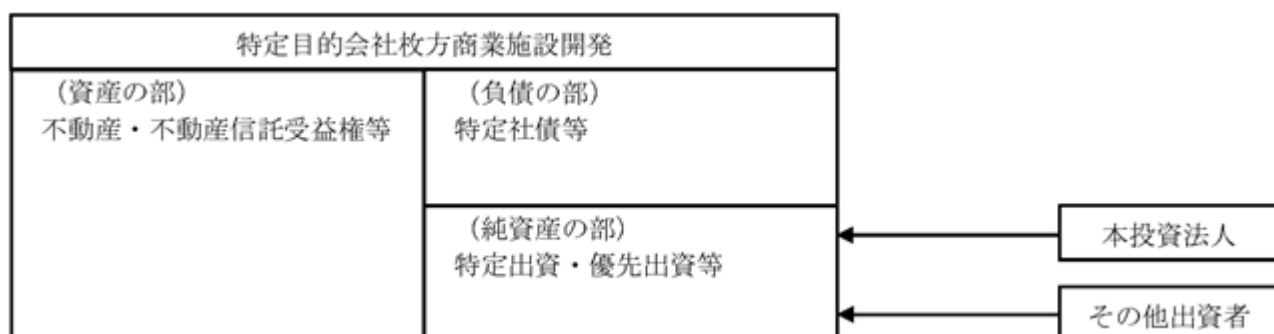 特定目的会社枚方商業施設開発
（資産の部）
不動産・不動産信託受益権等
（負債の部）
特定社債等
（純資産の部）
特定出資・優先出資等
本投資法人
その他出資者